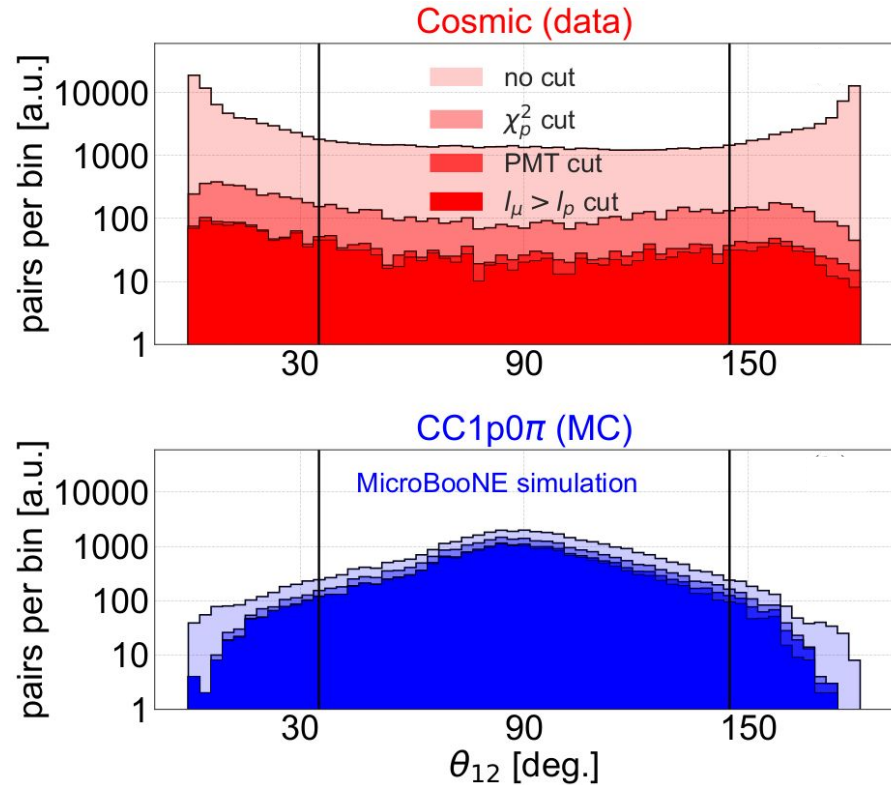 Cosmic (data)
pairs per bin [a.u.]
10000
1000
100
10
1
no cut
χ²ₚ cut
PMT cut
lμ > lₚ cut
30 90 150
CC1p0π (MC)
pairs per bin [a.u.]
10000
1000
100
10
1
MicroBooNE simulation
30 90 150
θ₁₂ [deg.]